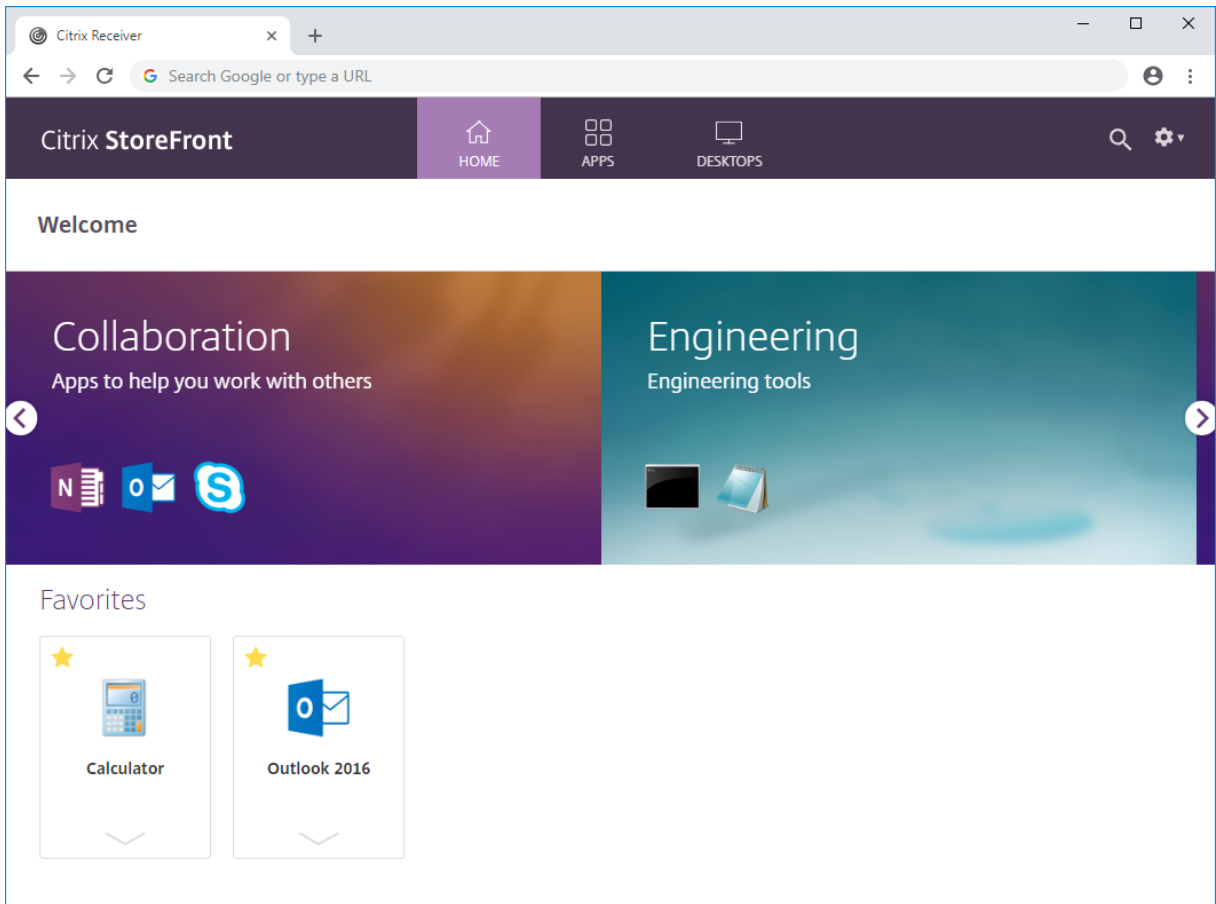 Citrix Receiver
Search Google or type a URL
Citrix StoreFront
HOME
APPS
DESKTOPS
Welcome
Collaboration
Apps to help you work with others
N
O
S
Engineering
Engineering tools
Favorites
0
Calculator
O
Outlook 2016